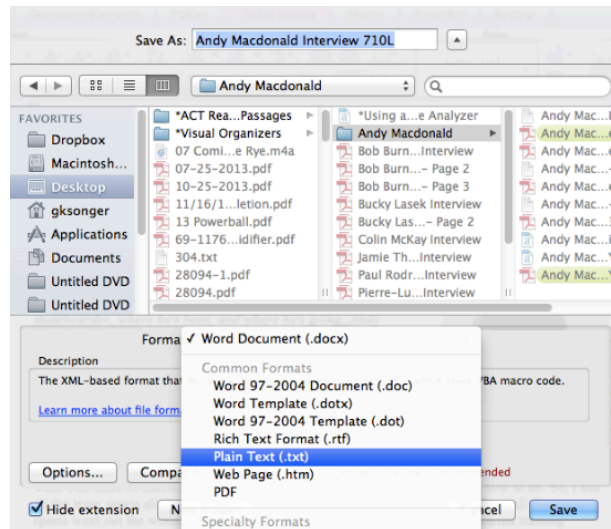 Save As: Andy Macdonald Interview 710L
Andy Macdonald
FAVORITES
Dropbox
Macintosh...
Desktop
gksonger
Applications
Documents
Untitled DVD
Untitled DVD
*ACT Rea...Passages
*Visual Organizers
07 Comi...e Rye.m4a
07-25-2013.pdf
10-25-2013.pdf
11/16/1...letion.pdf
13 Powerball.pdf
69-1176...idifier.pdf
304.txt
28094-1.pdf
28094.pdf
*Using a...e Analyzer
Andy Macdonald
Bob Burn...Interview
Bob Burn...- Page 2
Bob Burn...- Page 3
Bucky Lasek Interview
Bucky Las...- Page 2
Colin McKay Interview
Jamie Th...Interview
Paul Rodr...Interview
Pierre-Lu...Interview
Andy Mac...
Andy Mac...
Andy Mac...
Andy Mac...
Andy Mac...
Andy Mac...
Andy Mac...
Andy Mac...
Andy Mac...
Andy Mac...
Forma
Word Document (.docx)
Description
The XML-based format that
BA macro code.
Learn more about file form
Common Formats
Word 97-2004 Document (.doc)
Word Template (.dotx)
Word 97-2004 Template (.dot)
Rich Text Format (.rtf)
Plain Text (.txt)
Web Page (.htm)
PDF
Specialty Formats
Options...
Compa
nded
Hide extension
N
cel
Save